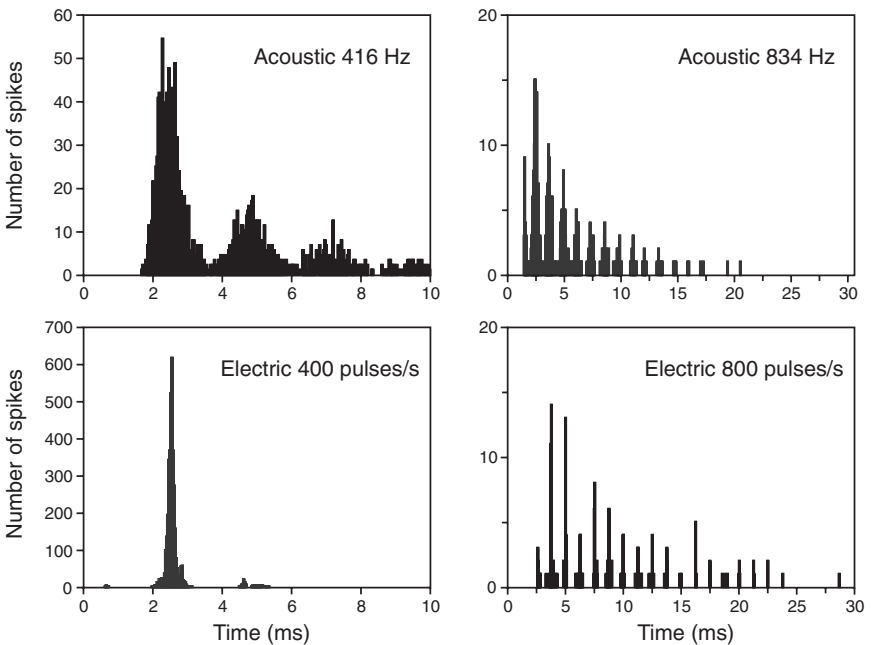 60
50
40
30
20
10
0
Number of spikes
Acoustic 416 Hz
0 2 4 6 8 10
20
10
0
Acoustic 834 Hz
0 5 10 15 20 25 30
700
600
500
400
300
200
100
0
Number of spikes
Electric 400 pulses/s
0 2 4 6 8 10
Time (ms)
20
10
0
Electric 800 pulses/s
0 5 10 15 20 25 30
Time (ms)